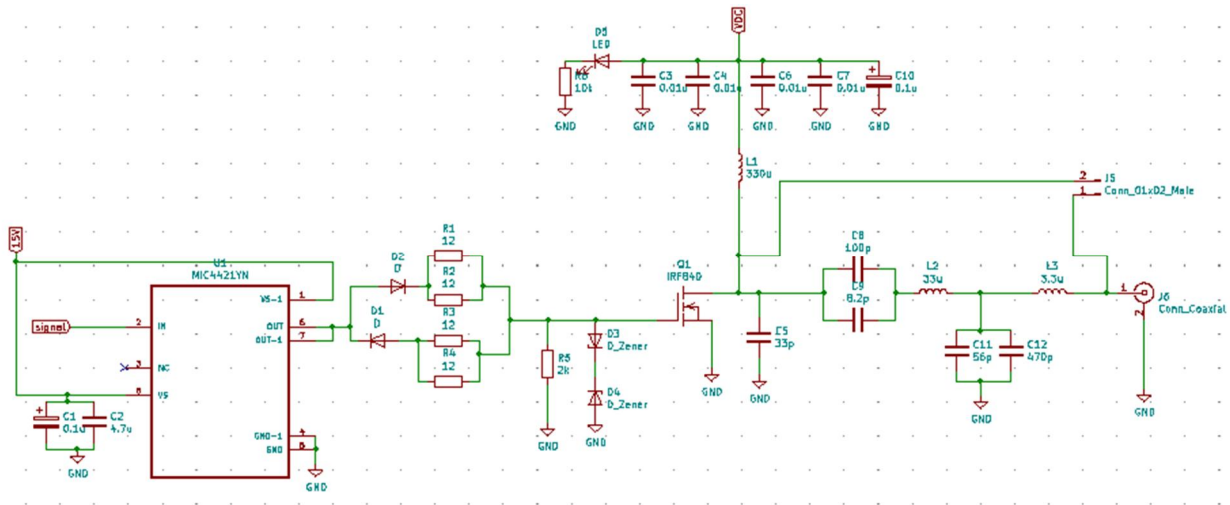 VDC
D5
LED
R6
10k
C3
0.01u
C4
0.01u
C6
0.01u
C7
0.01u
C10
0.1u
GND
GND
GND
GND
GND
GND
L1
330u
2
1
J5
Conn_01x02_Male
15V
U1
MIC4421YN
VS-1
1
signal
2
IN
OUT
6
OUT-1
7
3
NC
8
VS
GND-1
4
GND
5
C1
0.1u
C2
4.7u
GND
GND
D2
D
D1
D
R1
12
R2
12
R3
12
R4
12
R5
2k
GND
D3
D_Zener
D4
D_Zener
GND
Q1
IRF840
GND
C5
33p
GND
C8
100p
C9
8.2p
L2
33u
L3
3.3u
C11
56p
C12
470p
GND
1
2
J6
Conn_Coaxial
GND